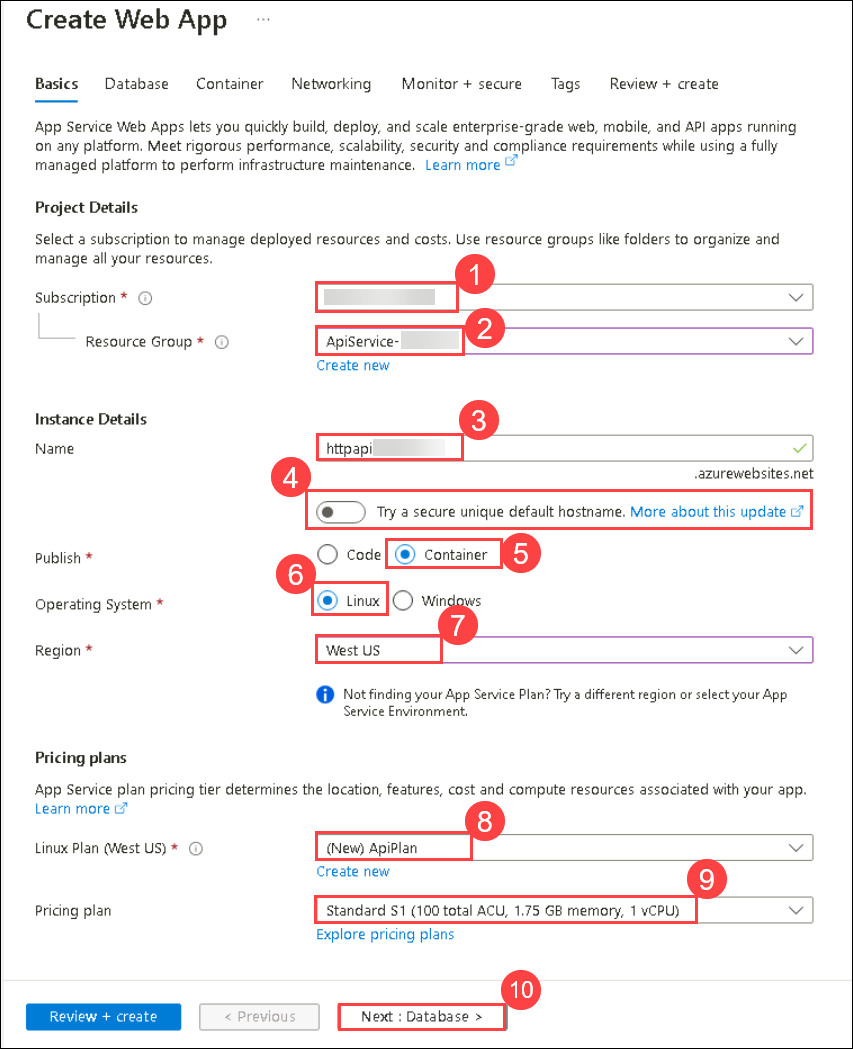 Create Web App ...
Basics Database Container Networking Monitor + secure Tags Review + create
App Service Web Apps lets you quickly build, deploy, and scale enterprise-grade web, mobile, and API apps running
on any platform. Meet rigorous performance, scalability, security and compliance requirements while using a fully
managed platform to perform infrastructure maintenance. Learn more
Project Details
Select a subscription to manage deployed resources and costs. Use resource groups like folders to organize and
manage all your resources.
1
Subscription *
2
Resource Group * ApiService-
Create new
Instance Details
3
Name httpapi
.azurewebsites.net
4
Try a secure unique default hostname. More about this update
Publish * Code Container 5
6
Operating System * Linux Windows
7
Region * West US
Not finding your App Service Plan? Try a different region or select your App
Service Environment.
Pricing plans
App Service plan pricing tier determines the location, features, cost and compute resources associated with your app.
Learn more
8
Linux Plan (West US) * (New) ApiPlan
Create new
9
Pricing plan Standard S1 (100 total ACU, 1.75 GB memory, 1 vCPU)
Explore pricing plans
10
Review + create < Previous Next : Database >